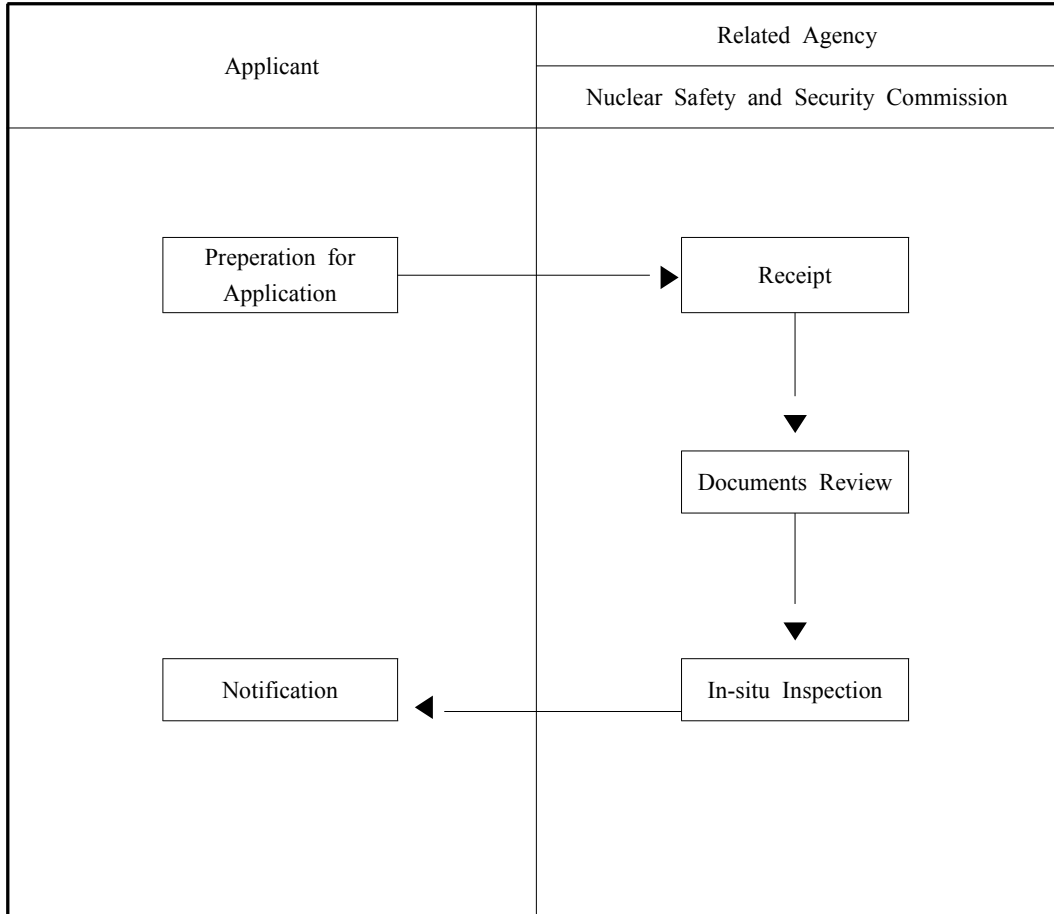 Applicant
Related Agency
Nuclear Safety and Security Commission
Preperation for
Application
Receipt
Documents Review
Notification
In-situ Inspection